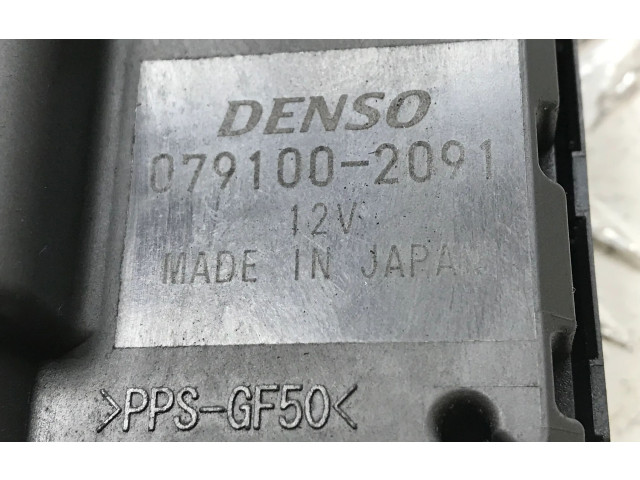 DENSO
079100-2091
12V
MADE IN JAPAN
>PPS-GF50<